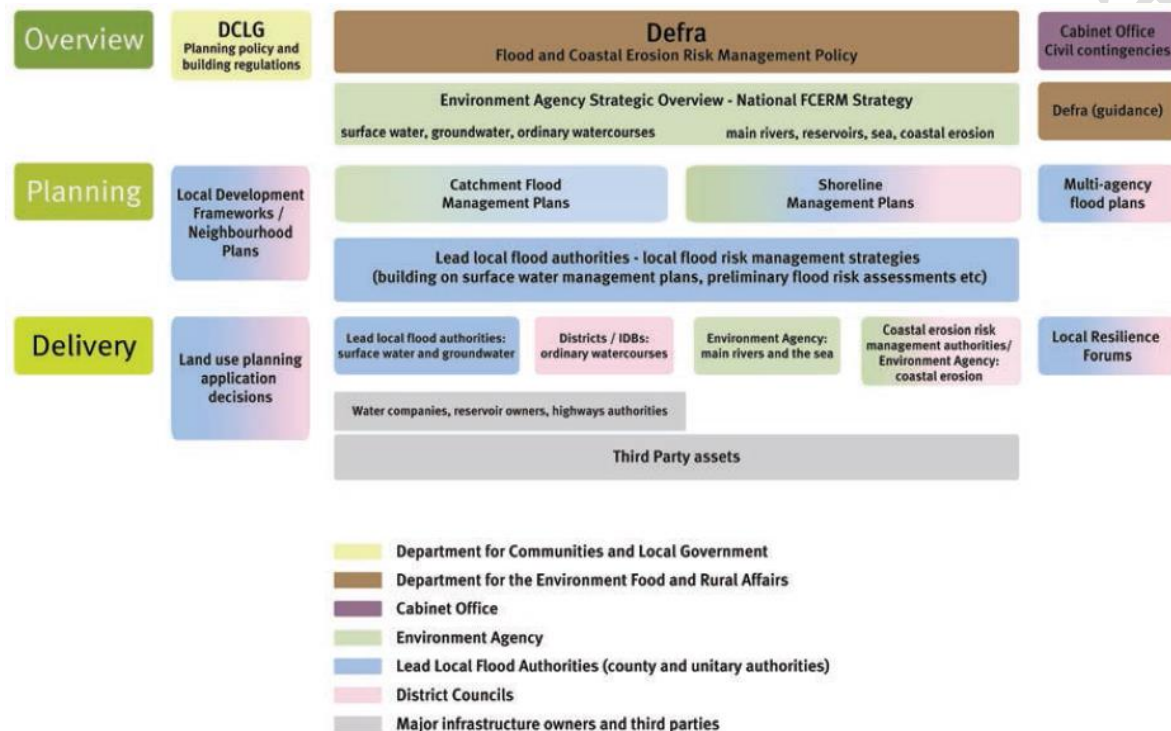 Overview
DCLG
Planning policy and
building regulations
Defra
Flood and Coastal Erosion Risk Management Policy
Cabinet Office
Civil contingencies
Environment Agency Strategic Overview - National FCERM Strategy
surface water, groundwater, ordinary watercourses
main rivers, reservoirs, sea, coastal erosion
Defra (guidance)
Planning
Local Development
Frameworks /
Neighbourhood
Plans
Catchment Flood
Management Plans
Shoreline
Management Plans
Multi-agency
flood plans
Lead local flood authorities - local flood risk management strategies
(building on surface water management plans, preliminary flood risk assessments etc)
Delivery
Land use planning
application
decisions
Lead local flood authorities:
surface water and groundwater
Districts / IDBs:
ordinary watercourses
Environment Agency:
main rivers and the sea
Coastal erosion risk
management authorities/
Environment Agency:
coastal erosion
Local Resilience
Forums
Water companies, reservoir owners, highways authorities
Third Party assets
Department for Communities and Local Government
Department for the Environment Food and Rural Affairs
Cabinet Office
Environment Agency
Lead Local Flood Authorities (county and unitary authorities)
District Councils
Major infrastructure owners and third parties